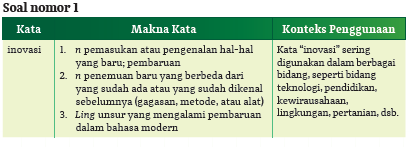 Soal nomor 1
Kata
Makna Kata
Konteks Penggunaan
inovasi
1. n pemasukan atau pengenalan hal-hal
yang baru; pembaruan
2. n penemuan baru yang berbeda dari
yang sudah ada atau yang sudah dikenal
sebelumnya (gagasan, metode, atau alat)
3. Ling unsur yang mengalami pembaruan
dalam bahasa modern
Kata “inovasi” sering
digunakan dalam berbagai
bidang, seperti bidang
teknologi, pendidikan,
kewirausahaan,
lingkungan, pertanian, dsb.